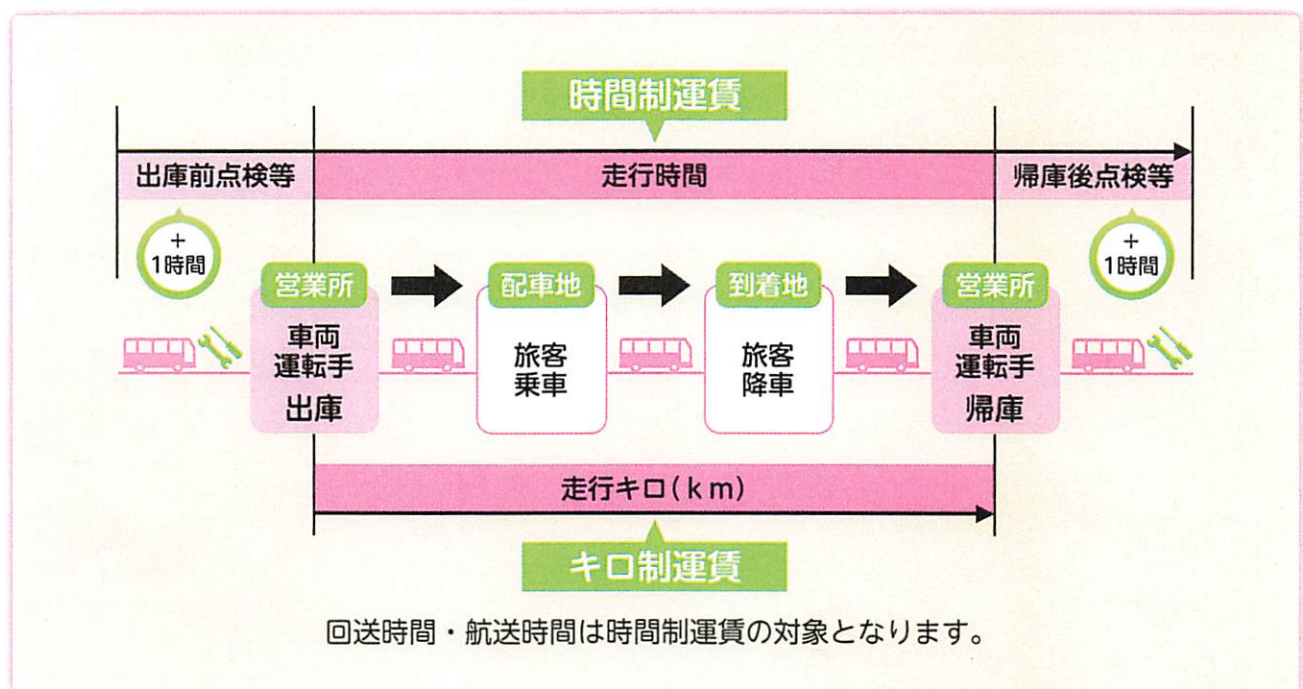 時間制運賃
出庫前点検等
走行時間
帰庫後点検等
+
1時間
+
1時間
営業所
配車地
到着地
営業所
車両
運転手
出庫
旅客
乗車
旅客
降車
車両
運転手
帰庫
走行キロ(km)
キロ制運賃
回送時間・航送時間は時間制運賃の対象となります。